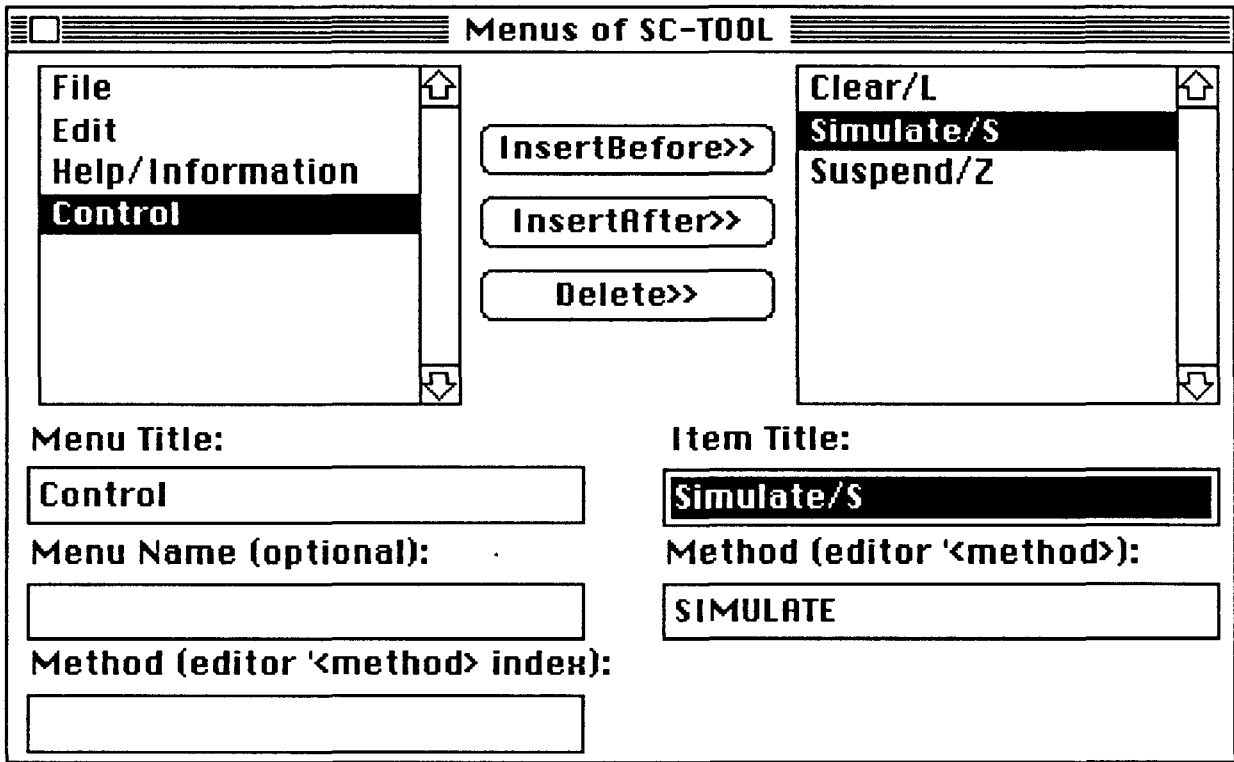 Menus of SC-TOOL
File
Edit
Help/Information
Control
InsertBefore>>
InsertAfter>>
Delete>>
Clear/L
Simulate/S
Suspend/Z
Menu Title:
Control
Menu Name (optional):
Method (editor '<method> index):
Item Title:
Simulate/S
Method (editor '<method>):
SIMULATE